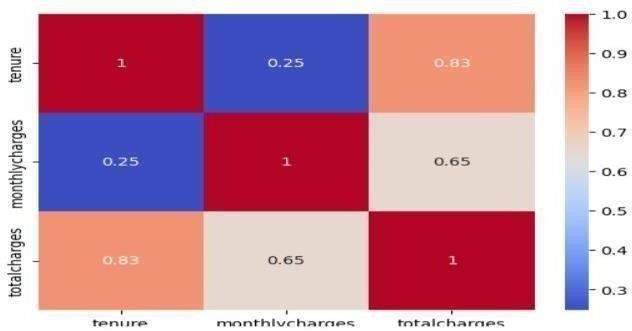 tenure
1
0.25
0.83
monthlycharges
0.25
1
0.65
totalcharges
0.83
0.65
1
tenure
monthlycharges
totalcharges
1.0
0.9
0.8
0.7
0.6
0.5
0.4
0.3